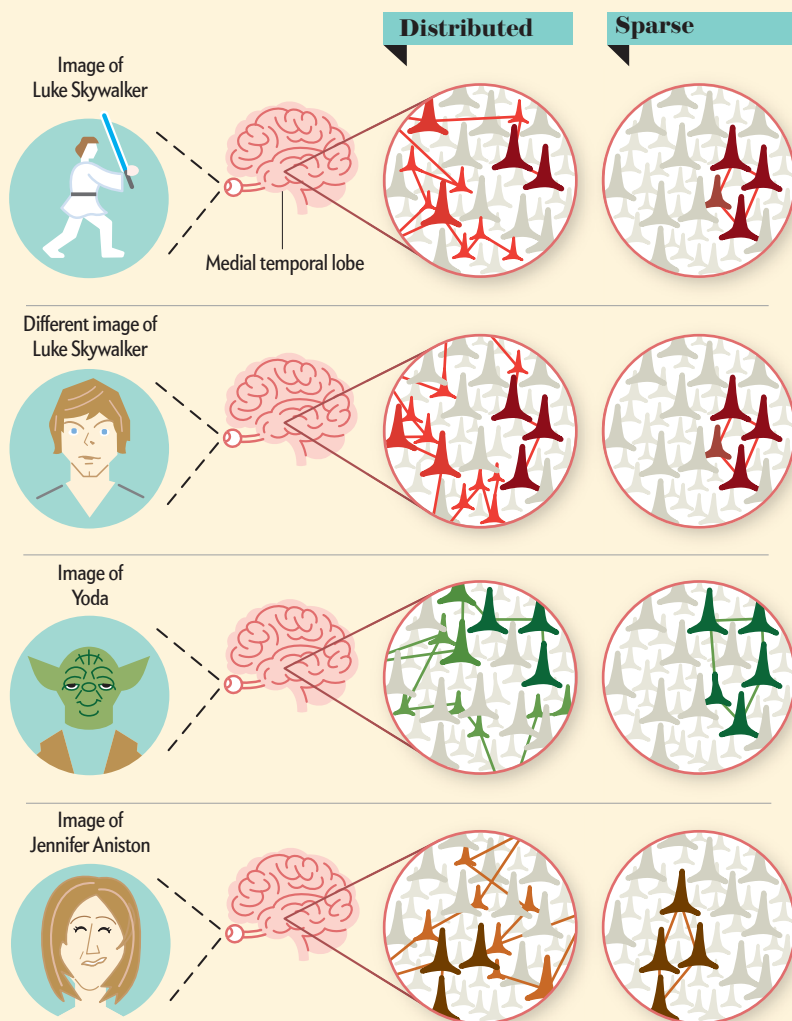 Distributed
Sparse
Image of
Luke Skywalker
Medial temporal lobe
Different image of
Luke Skywalker
Image of
Yoda
Image of
Jennifer Aniston